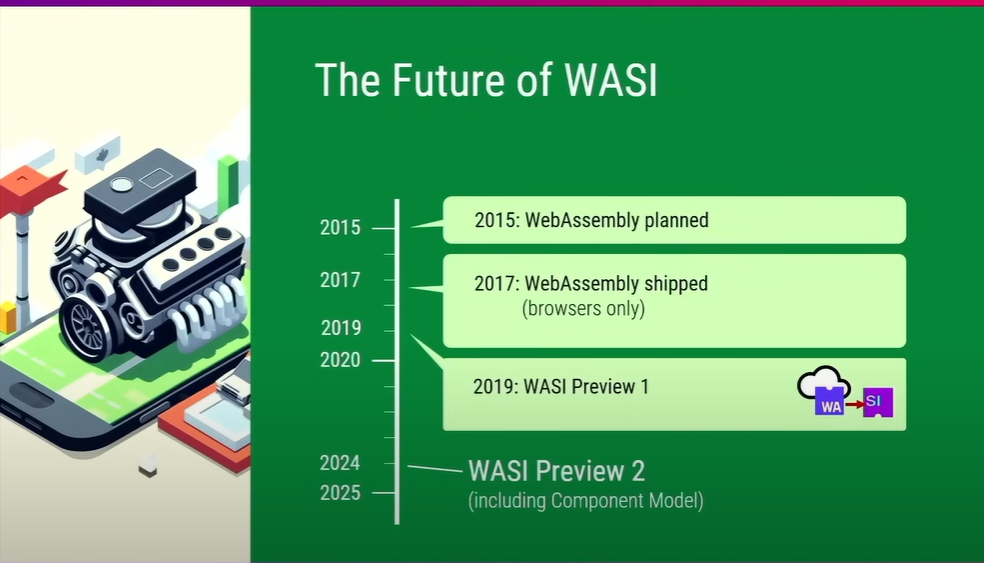 The Future of WASI
2015
2015: WebAssembly planned
2017
2017: WebAssembly shipped
(browsers only)
2019
2020
2019: WASI Preview 1
WA
SI
2024
WASI Preview 2
2025
(including Component Model)